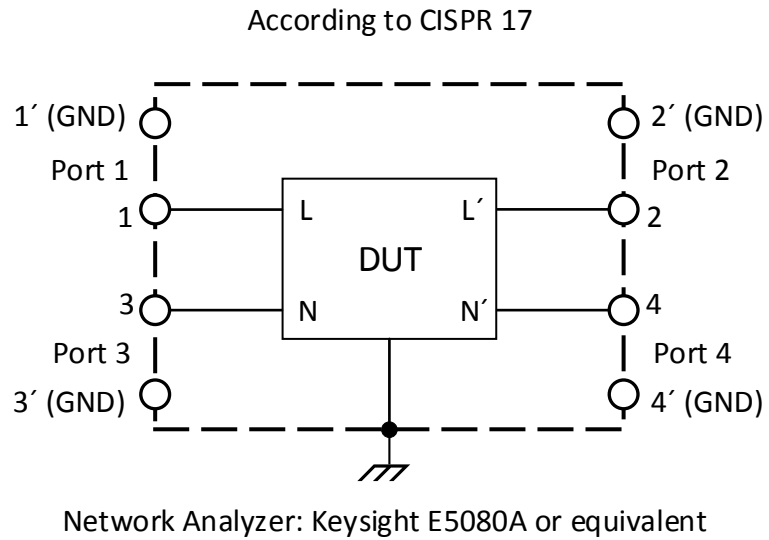 According to CISPR 17
1´ (GND)
2´ (GND)
Port 1
Port 2
1
L
L´
2
DUT
3
N
N´
4
Port 3
Port 4
3´ (GND)
4´ (GND)
Network Analyzer: Keysight E5080A or equivalent